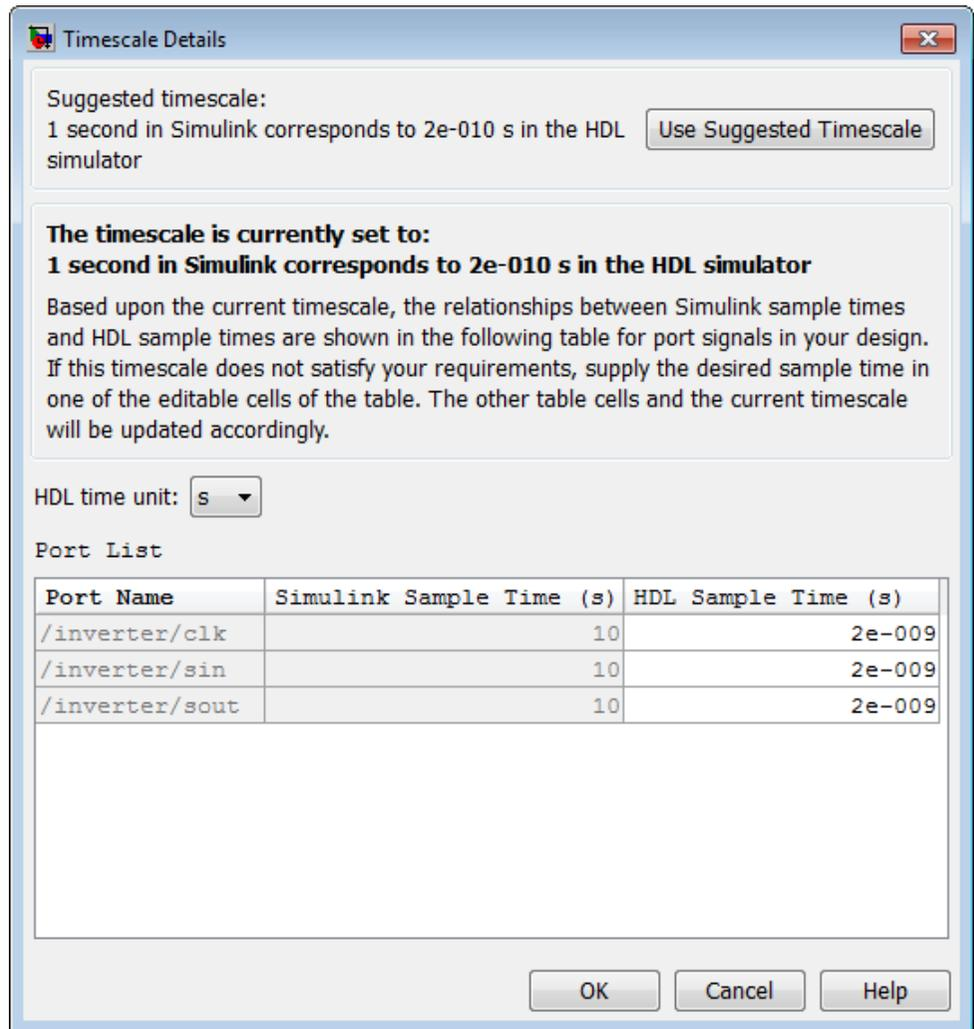 Timescale Details
Suggested timescale:
1 second in Simulink corresponds to 2e-010 s in the HDL
simulator
Use Suggested Timescale
The timescale is currently set to:
1 second in Simulink corresponds to 2e-010 s in the HDL simulator
Based upon the current timescale, the relationships between Simulink sample times
and HDL sample times are shown in the following table for port signals in your design.
If this timescale does not satisfy your requirements, supply the desired sample time in
one of the editable cells of the table. The other table cells and the current timescale
will be updated accordingly.
HDL time unit: s
Port List
Port Name Simulink Sample Time (s) HDL Sample Time (s)
/inverter/clk 10 2e-009
/inverter/sin 10 2e-009
/inverter/sout 10 2e-009
OK Cancel Help